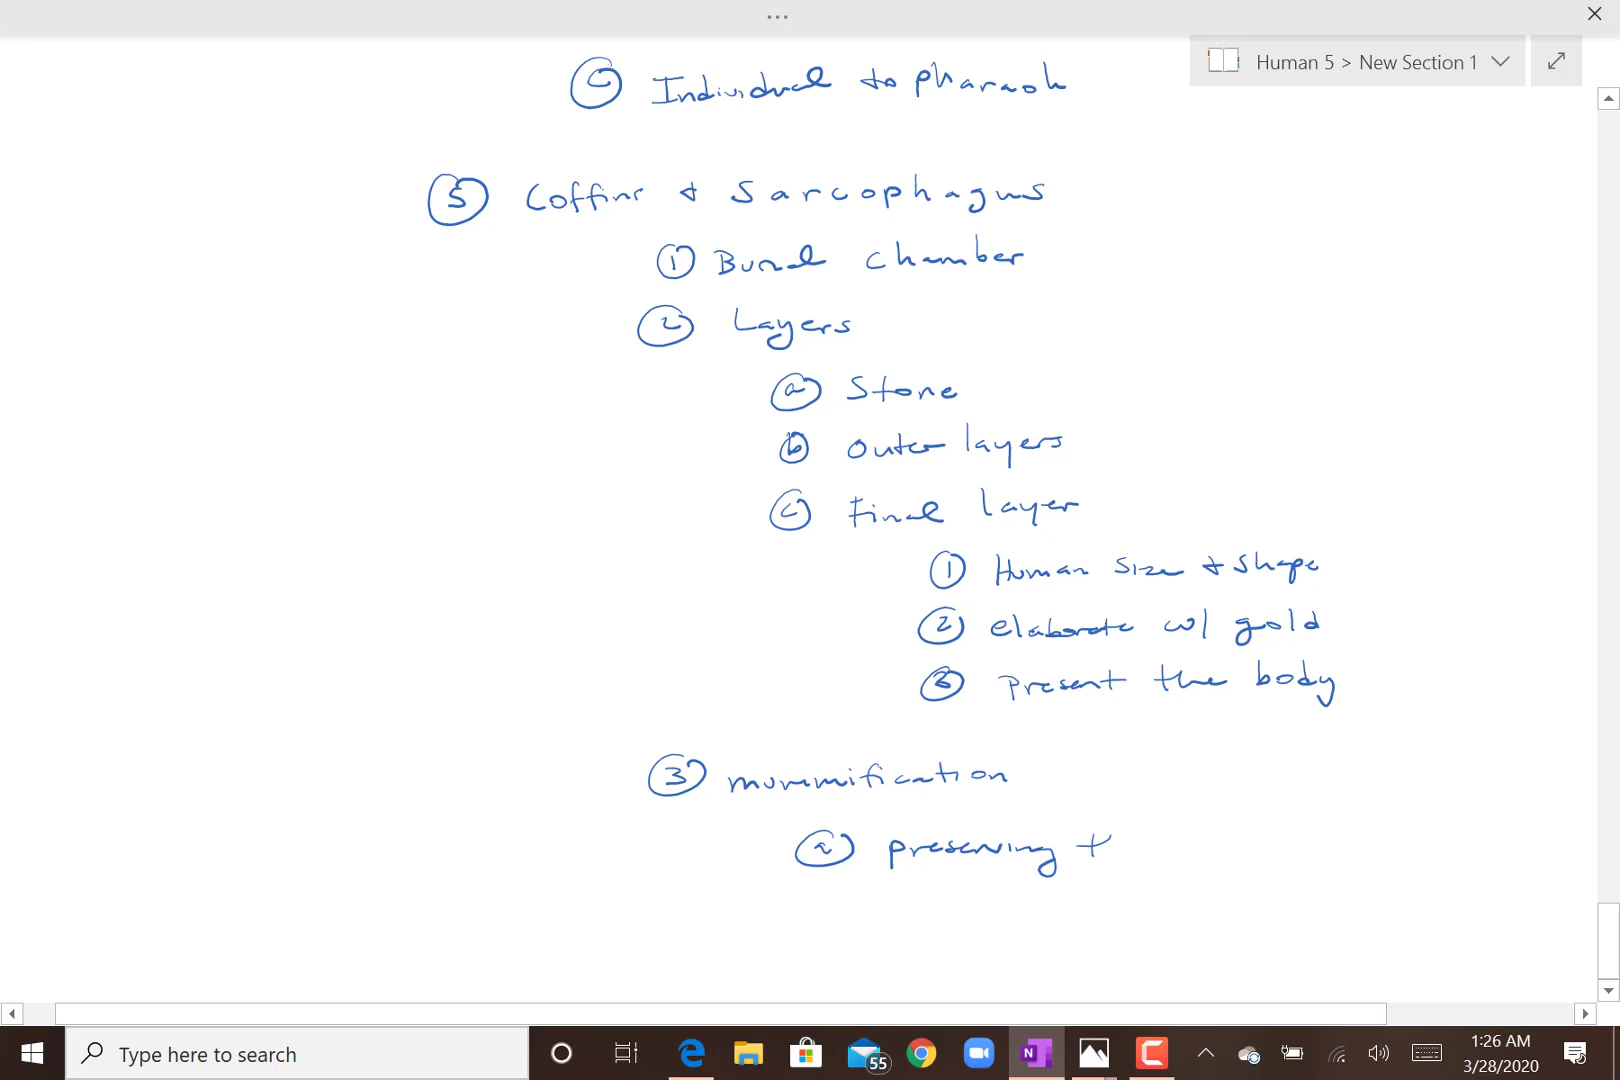 Human 5 > New Section 1
c Individual to pharaoh
5 Coffins & Sarcophagus
1 Burial chamber
2 Layers
a Stone
b outer layers
c Final layer
1 Human size & shape
2 elaborate w/ gold
3 Present the body
3 mummification
a preserving t
Type here to search
55
1:26 AM
3/28/2020